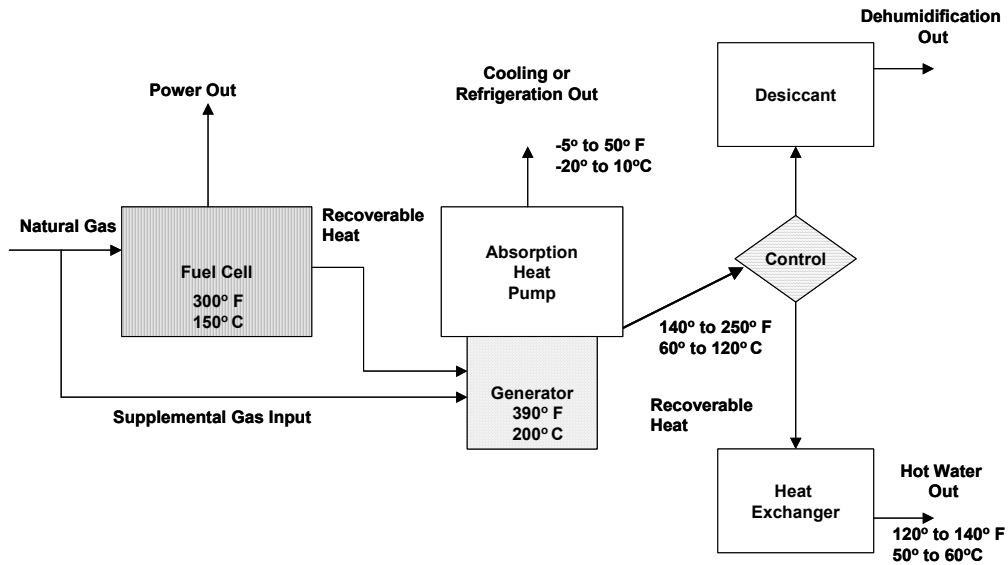 Dehumidification
Out
Cooling or
Refrigeration Out
Power Out
Desiccant
-5º to 50º F
-20º to 10ºC
Natural Gas
Recoverable
Heat
Fuel Cell
300º F
150º C
Absorption
Heat
Pump
Control
140º to 250º F
60º to 120º C
Generator
390º F
200º C
Supplemental Gas Input
Recoverable
Heat
Heat
Exchanger
Hot Water
Out
120º to 140º F
50º to 60ºC